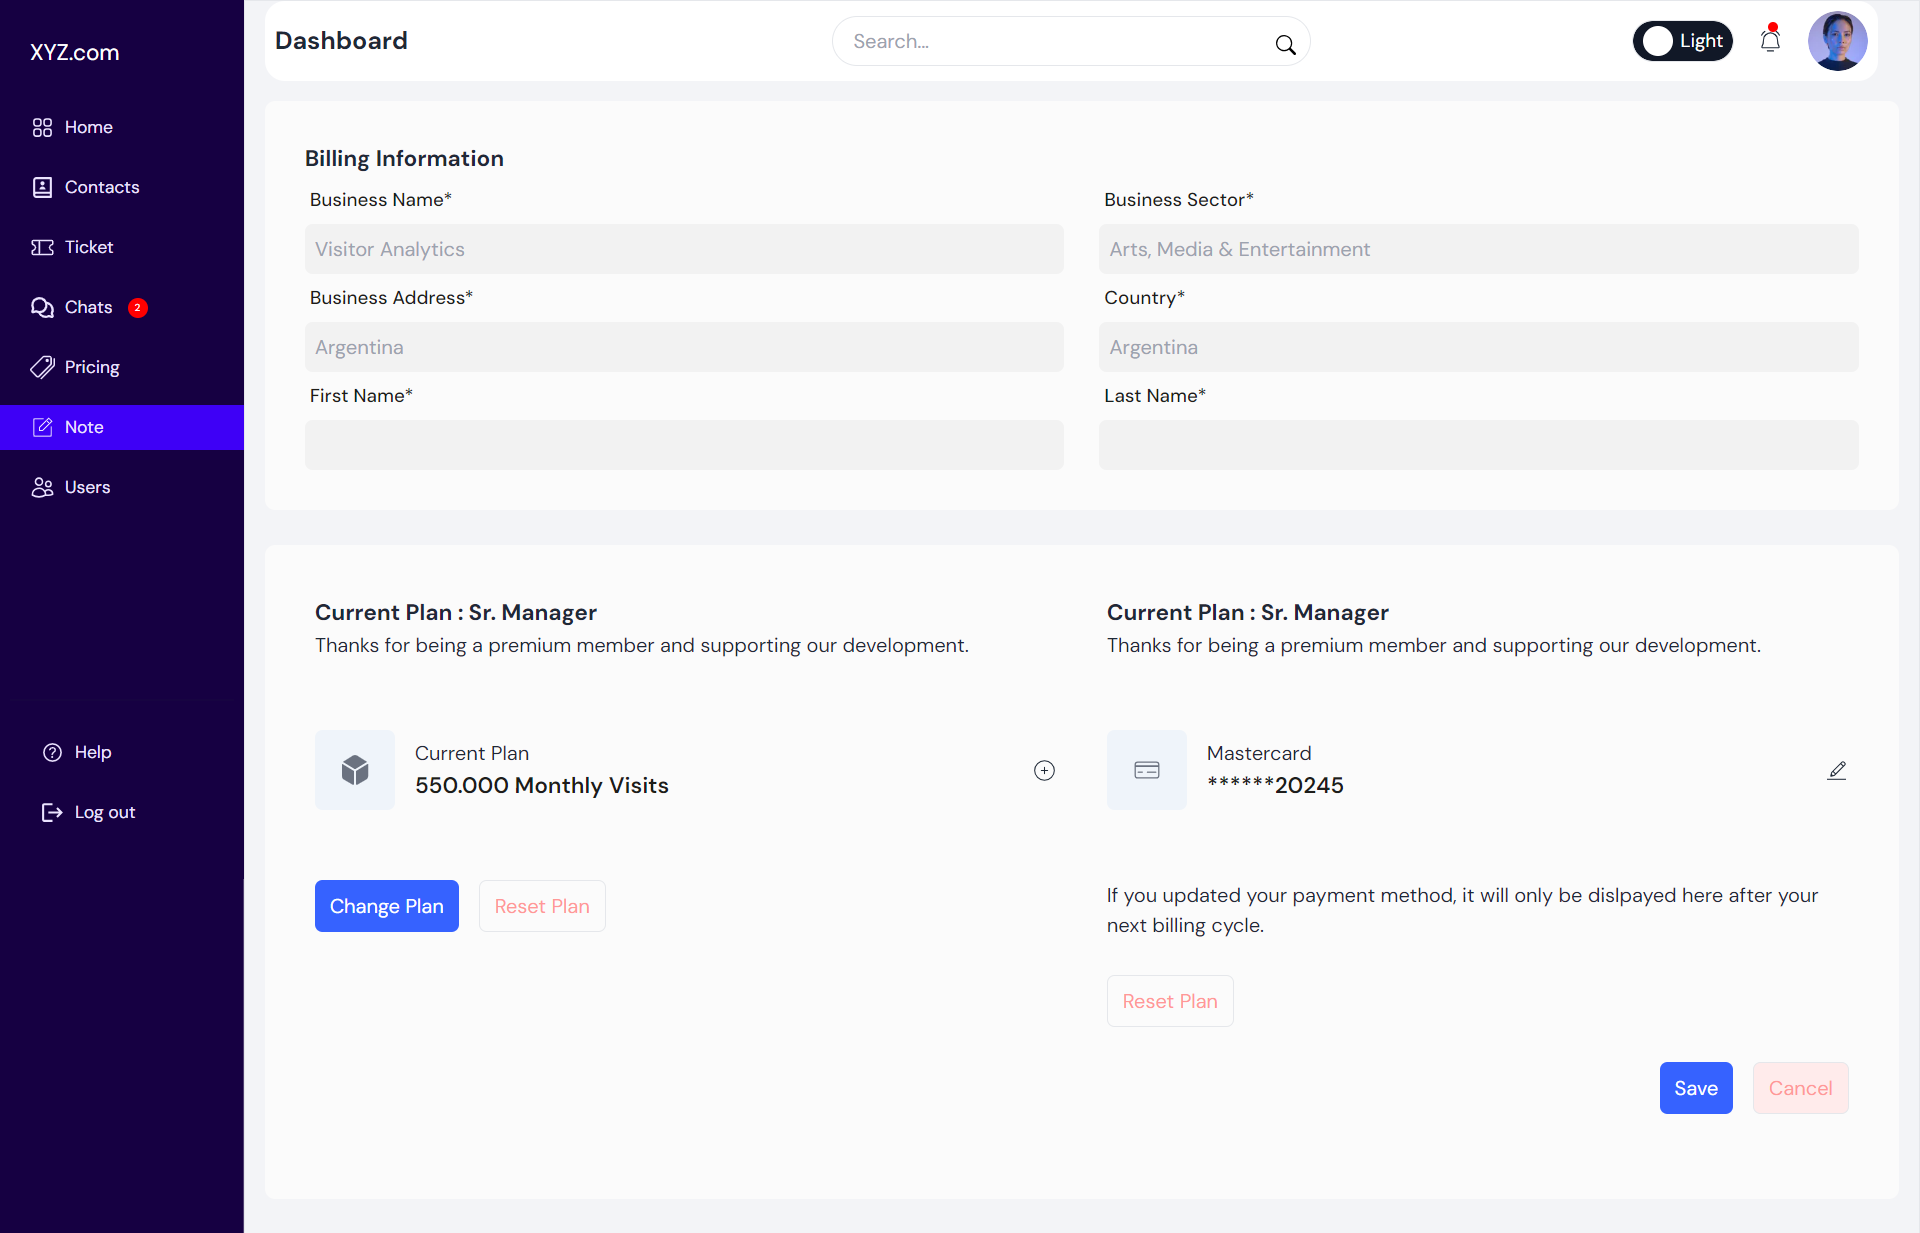 XYZ.com
Home
Contacts
Ticket
Chats 2
Pricing
Note
Users
Help
Log out
Dashboard
Search...
Light
Billing Information
Business Name*
Business Sector*
Visitor Analytics
Arts, Media & Entertainment
Business Address*
Country*
Argentina
Argentina
First Name*
Last Name*
Current Plan : Sr. Manager
Thanks for being a premium member and supporting our development.
Current Plan
550.000 Monthly Visits
Change Plan
Reset Plan
Current Plan : Sr. Manager
Thanks for being a premium member and supporting our development.
Mastercard
******20245
If you updated your payment method, it will only be dislpayed here after your
next billing cycle.
Reset Plan
Save
Cancel